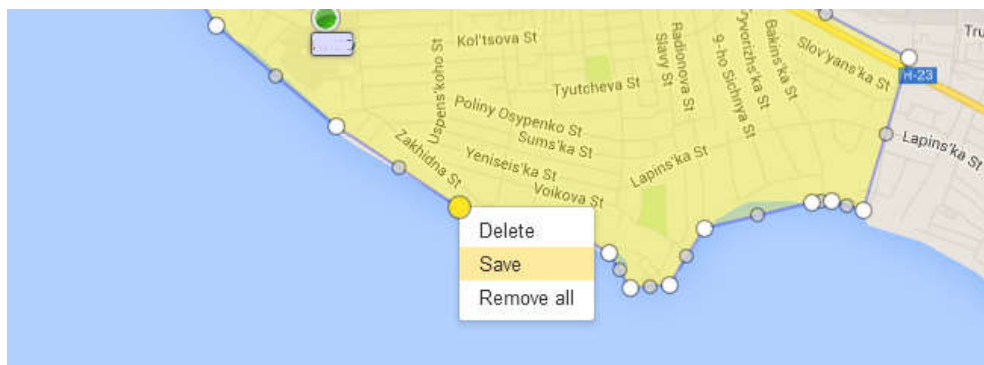 Kol'tsova St
Uspens'koho St
Tyutcheva St
Radionova
Slavy St
9-ho Sichnya St
yvorizhs'ka St
Bakins'ka St
Slov'yans'ka St
Tru
H-23
Poliny Osypenko St
Sums'ka St
Zakhidna St
Yeniseis'ka St
Voikova St
Lapins'ka St
Lapins'ka St
Delete
Save
Remove all